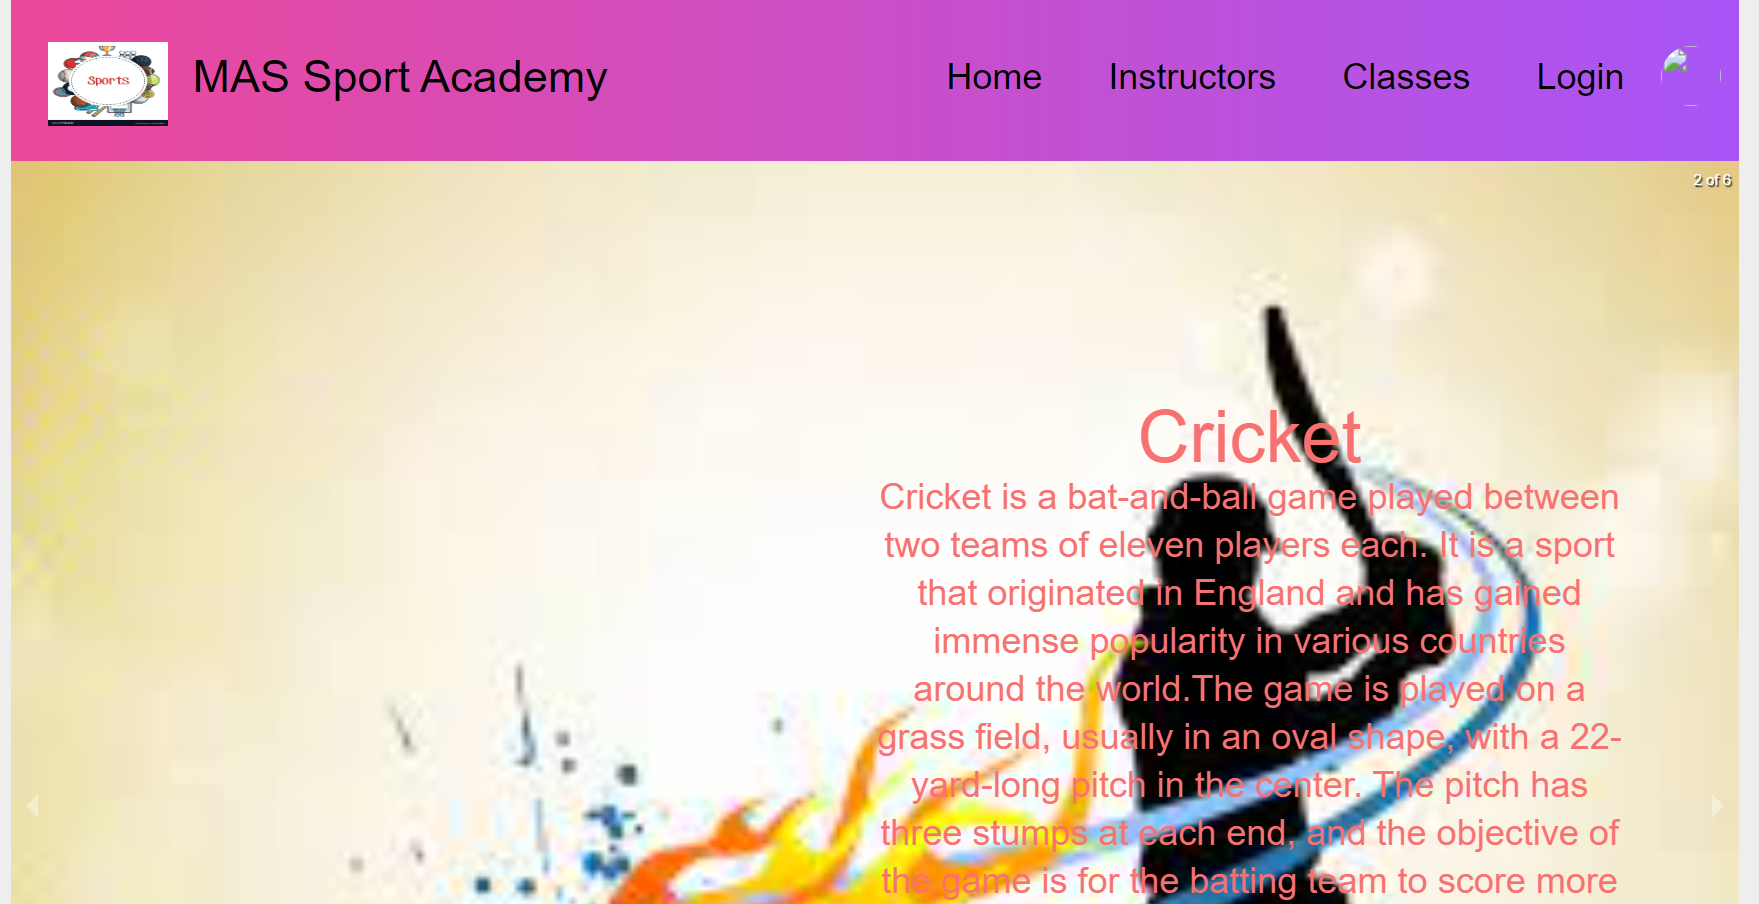 Sports
MAS Sport Academy
Home
Instructors
Classes
Login
2 of 6
Cricket
Cricket is a bat-and-ball game played between
two teams of eleven players each. It is a sport
that originated in England and has gained
immense popularity in various countries
around the world.The game is played on a
grass field, usually in an oval shape, with a 22-
yard-long pitch in the center. The pitch has
three stumps at each end, and the objective of
the game is for the batting team to score more